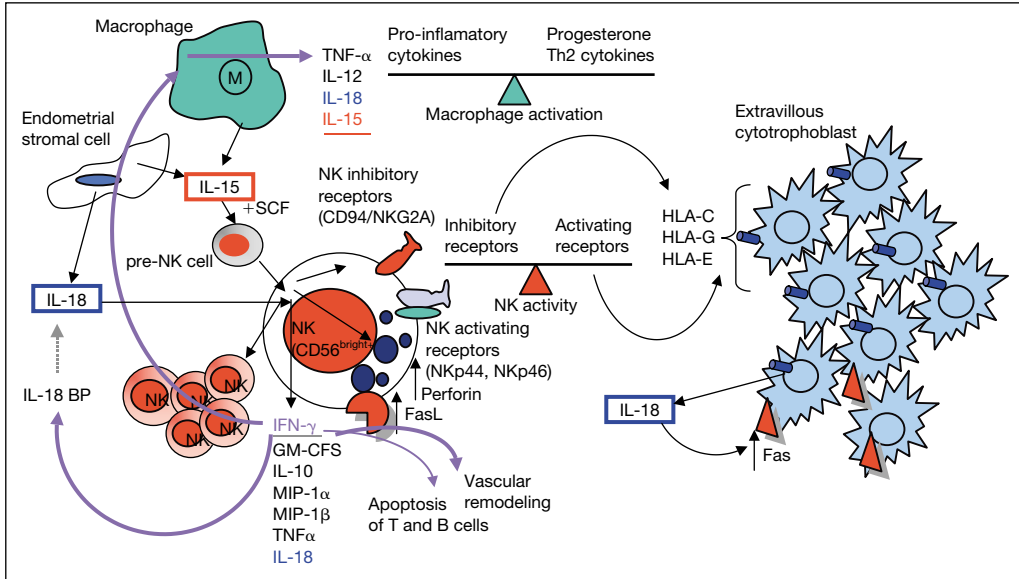 Macrophage
M
TNF-α
IL-12
IL-18
IL-15
Pro-inflamatory
cytokines
Progesterone
Th2 cytokines
Macrophage activation
Endometrial
stromal cell
IL-15
+SCF
pre-NK cell
IL-18
IL-18 BP
NK inhibitory
receptors
(CD94/NKG2A)
NK
(CD56bright+
NK activating
receptors
(NKp44, NKp46)
Perforin
FasL
NK
NK
NK
NK
NK
IFN-γ
GM-CFS
IL-10
MIP-1α
MIP-1β
TNFα
IL-18
Apoptosis
of T and B cells
Vascular
remodeling
Inhibitory
receptors
Activating
receptors
NK activity
HLA-C
HLA-G
HLA-E
Extravillous
cytotrophoblast
IL-18
Fas